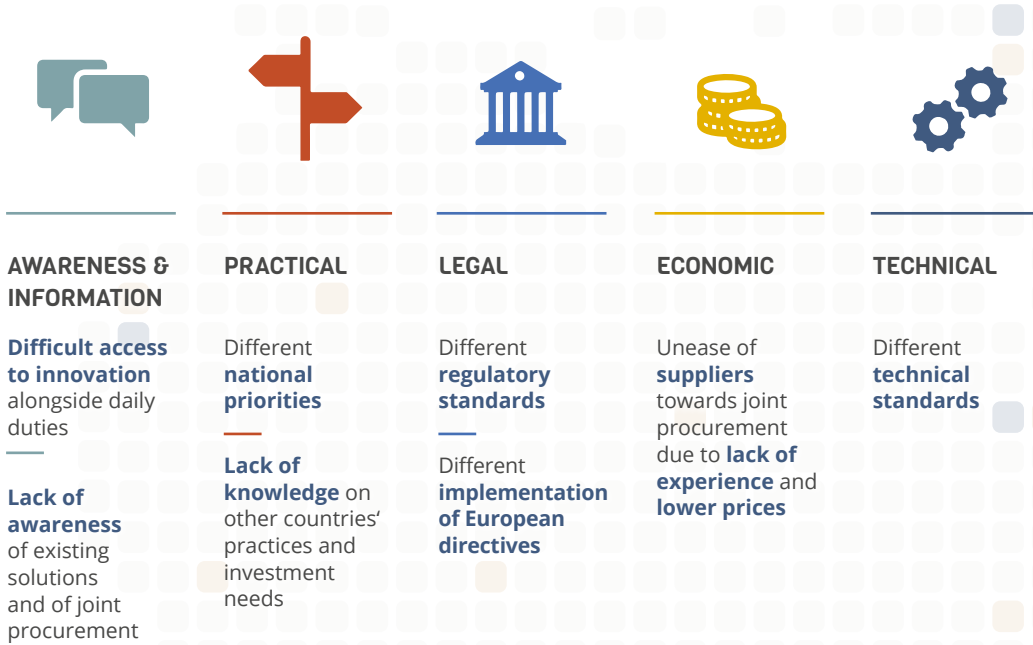 AWARENESS &
INFORMATION
Difficult access
to innovation
alongside daily
duties
Lack of
awareness
of existing
solutions
and of joint
procurement
PRACTICAL
Different
national
priorities
Lack of
knowledge on
other countries‘
practices and
investment
needs
LEGAL
Different
regulatory
standards
Different
implementation
of European
directives
ECONOMIC
Unease of
suppliers
towards joint
procurement
due to lack of
experience and
lower prices
TECHNICAL
Different
technical
standards